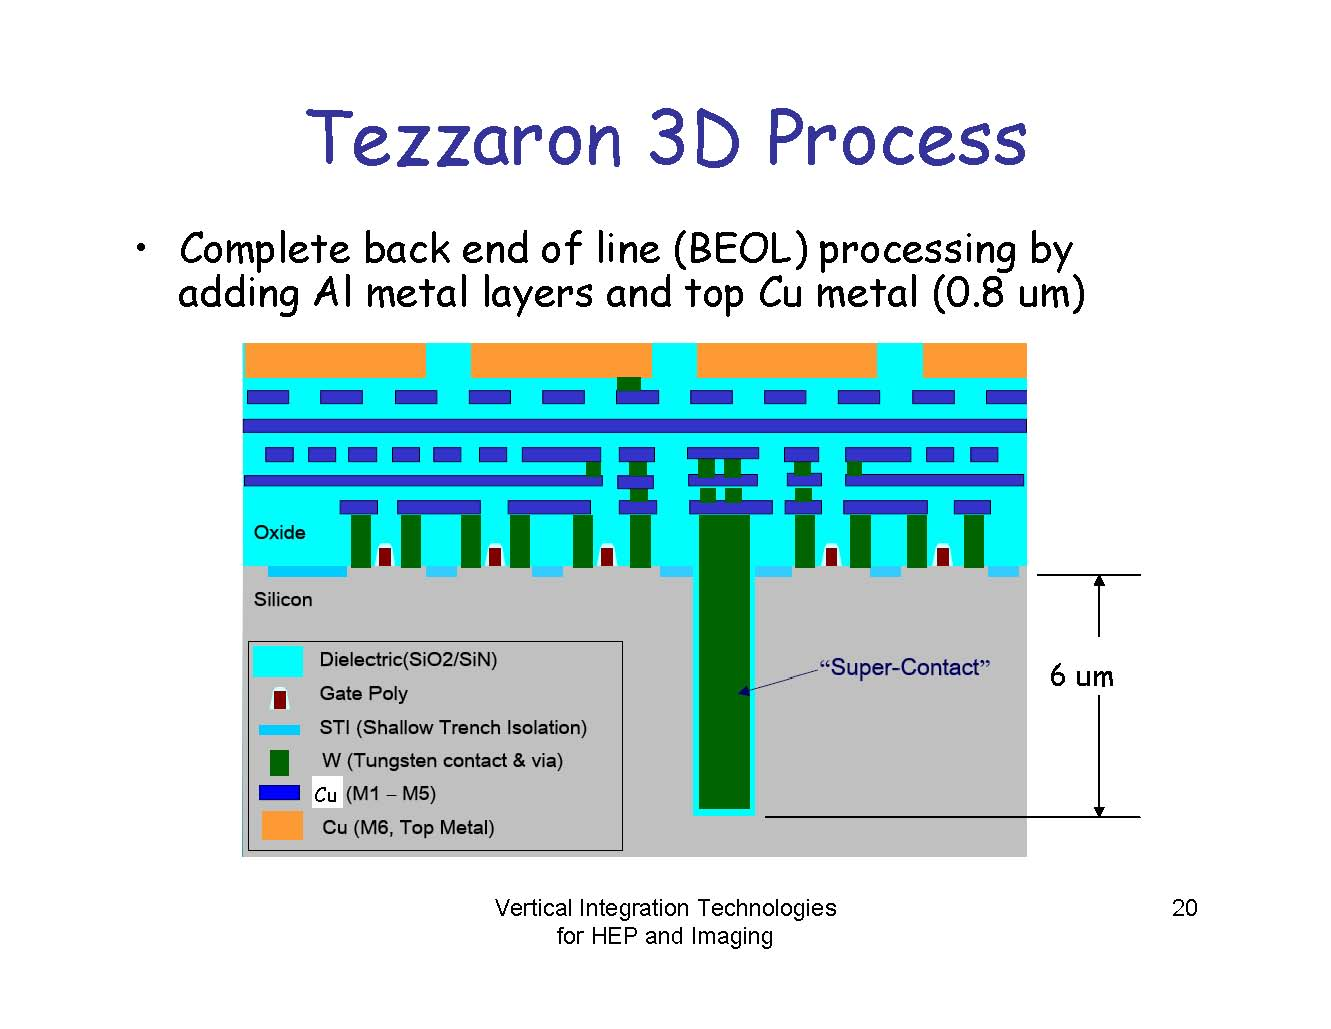 Tezzaron 3D Process
• Complete back end of line (BEOL) processing by
adding Al metal layers and top Cu metal (0.8 um)
Oxide
Silicon
Dielectric(SiO2/SiN)
Gate Poly
STI (Shallow Trench Isolation)
W (Tungsten contact & via)
Cu (M1 – M5)
Cu (M6, Top Metal)
“Super-Contact”
6 um
Vertical Integration Technologies
for HEP and Imaging
20